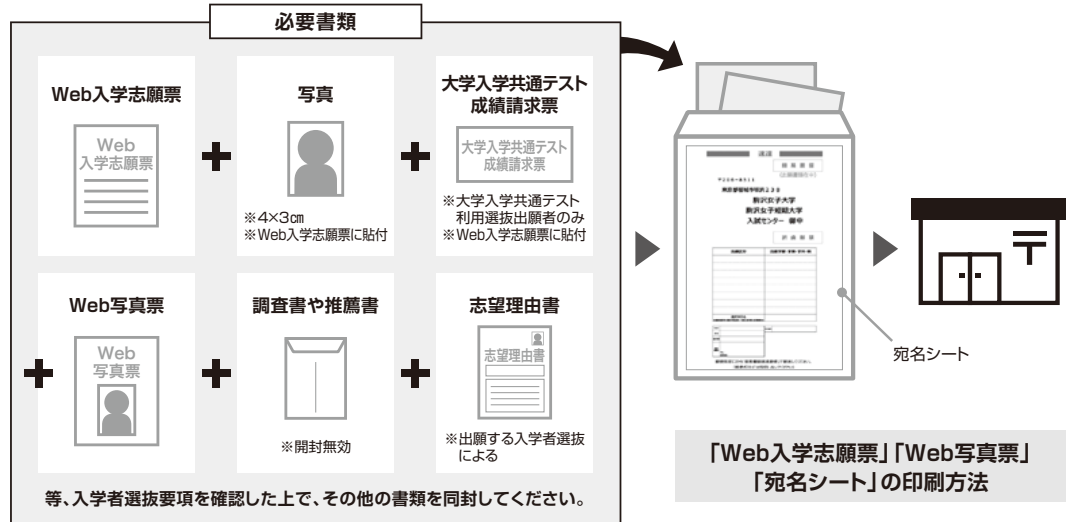 必要書類
Web入学志願票
Web
入学志願票
写真
※4×3㎝
※Web入学志願票に貼付
大学入学共通テスト
成績請求票
大学入学共通テスト
成績請求票
※大学入学共通テスト
利用選抜出願者のみ
※Web入学志願票に貼付
Web写真票
Web
写真票
調査書や推薦書
※開封無効
志望理由書
志望理由書
※出願する入学者選抜
による
等、入学者選抜要項を確認した上で、その他の書類を同封してください。
速達
駒沢女子大学
駒沢女子短期大学
入試センター 御中
宛名シート
「Web入学志願票」「Web写真票」
「宛名シート」の印刷方法